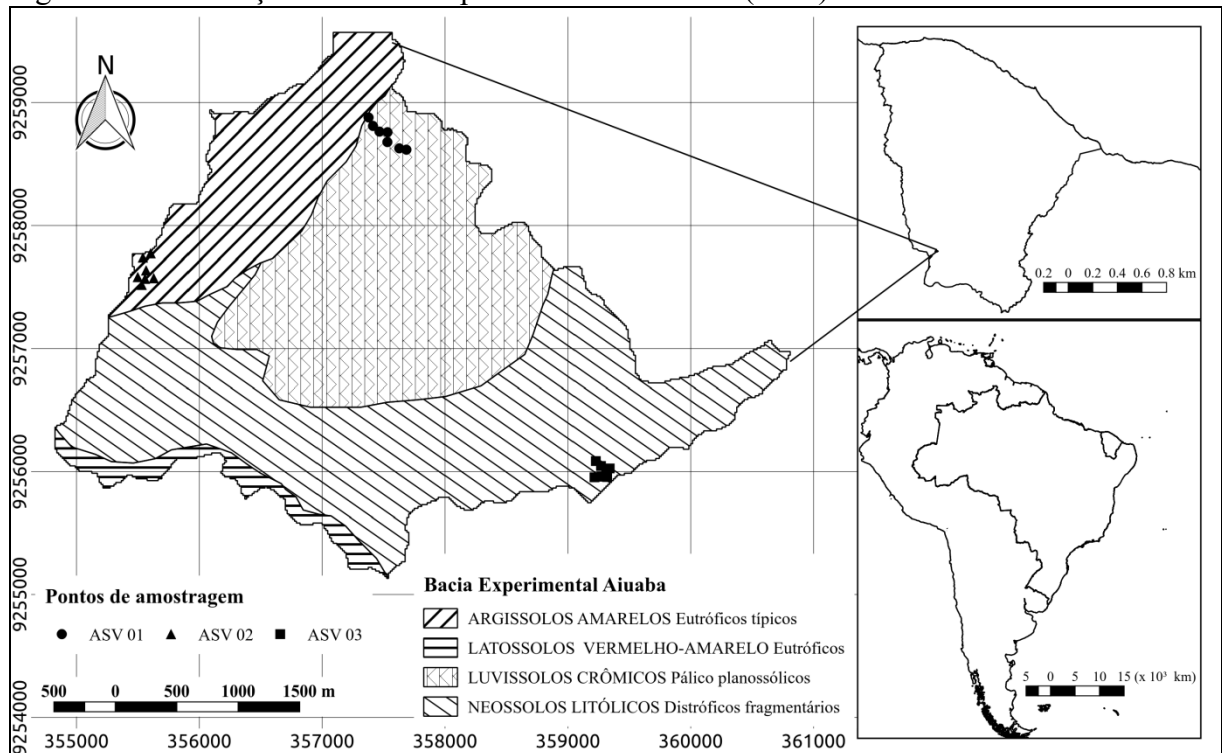 N
9259000
9258000
9257000
9256000
9255000
9254000
355000 356000 357000 358000 359000 360000 361000
Pontos de amostragem
ASV 01 ASV 02 ASV 03
500 0 500 1000 1500 m
Bacia Experimental Aiuaba
ARGISSOLOS AMARELOS Eutróficos típicos
LATOSSOLOS VERMELHO-AMARELO Eutróficos
LUVISSOLOS CRÔMICOS Pálico planossólicos
NEOSSOLOS LITÓLICOS Distróficos fragmentários
0.2 0 0.2 0.4 0.6 0.8 km
5 0 5 10 15 (x 10³ km)